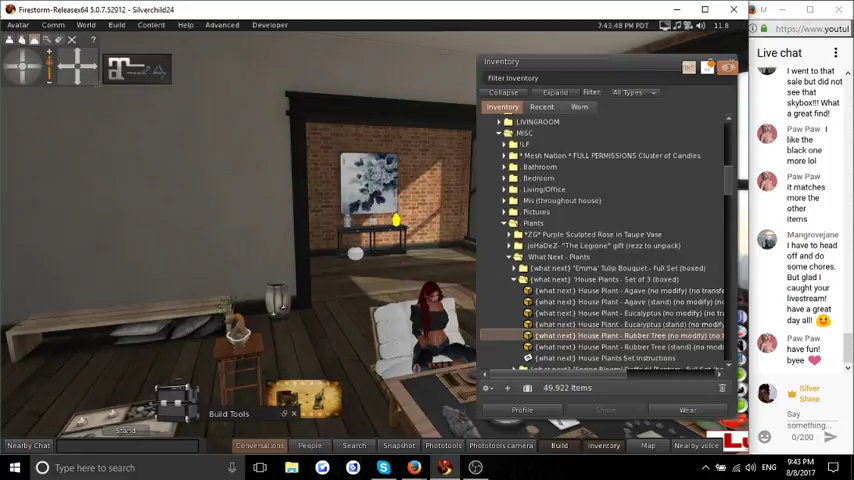 Firestorm-Releasex64 5.0.7.52912 - Silverchild24
Avatar Comm World Build Content Help Advanced Developer
7:43:48 PM PDT
11.8
Inventory
Filter Inventory
Collapse Expand Filter: All Types
Inventory Recent Worn
LIVINGROOM
MISC
!LF
* Mesh Nation * FULL PERMISSIONS Cluster of Candles
Bathroom
Bedroom
Living/Office
Mis (throughout house)
Pictures
Plants
*ZG* Purple Sculpted Rose in Taupe Vase
-JoHaDeZ- "The Legione" gift (rezz to unpack)
What Next - Plants
{what next} 'Emma' Tulip Bouquet - Full Set (boxed)
{what next} 'House Plants - Set of 3 (boxed)
{what next} House Plant - Agave (no modify) (no transfe
{what next} House Plant - Agave (stand) (no modify) (no
{what next} House Plant - Eucalyptus (no modify) (no tra
{what next} House Plant - Eucalyptus (stand) (no modify
{what next} House Plant - Rubber Tree (no modify) (no
{what next} House Plant - Rubber Tree (stand) (no modi
{what next} House Plants Set Instructions
49,922 Items
Profile Share Wear
Build Tools
Stand
Nearby Chat
Conversations People Search Snapshot Phototools Phototools camera Build Inventory Map Nearby voice
Type here to search
ENG
9:43 PM
8/8/2017
https://www.youtul
Live chat
I went to that
sale but did not
see that
skybox!!! What
a great find!
Paw Paw I
like the
black one
more lol
Paw Paw
it matches
more the
other
items
Mangrovejane
I have to head
off and do
some chores.
But glad I
caught your
livestream!
have a great
day all!
Paw Paw
have fun!
byee
Silver
Shine
Say
something...
0/200